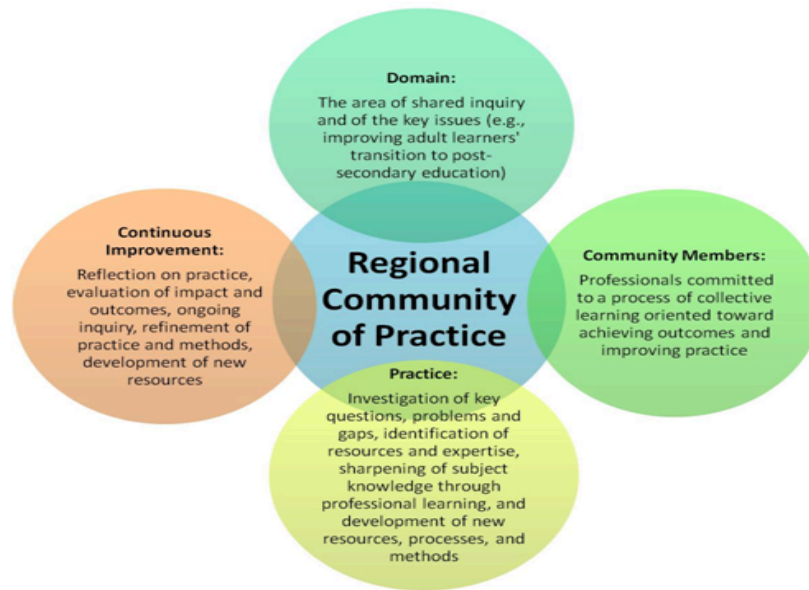 Domain:
The area of shared inquiry
and of the key issues (e.g.,
improving adult learners'
transition to post-
secondary education)
Continuous
Improvement:
Reflection on practice,
evaluation of impact and
outcomes, ongoing
inquiry, refinement of
practice and methods,
development of new
resources
Regional
Community
of Practice
Community Members:
Professionals committed
to a process of collective
learning oriented toward
achieving outcomes and
improving practice
Practice:
Investigation of key
questions, problems and
gaps, identification of
resources and expertise,
sharpening of subject
knowledge through
professional learning, and
development of new
resources, processes, and
methods